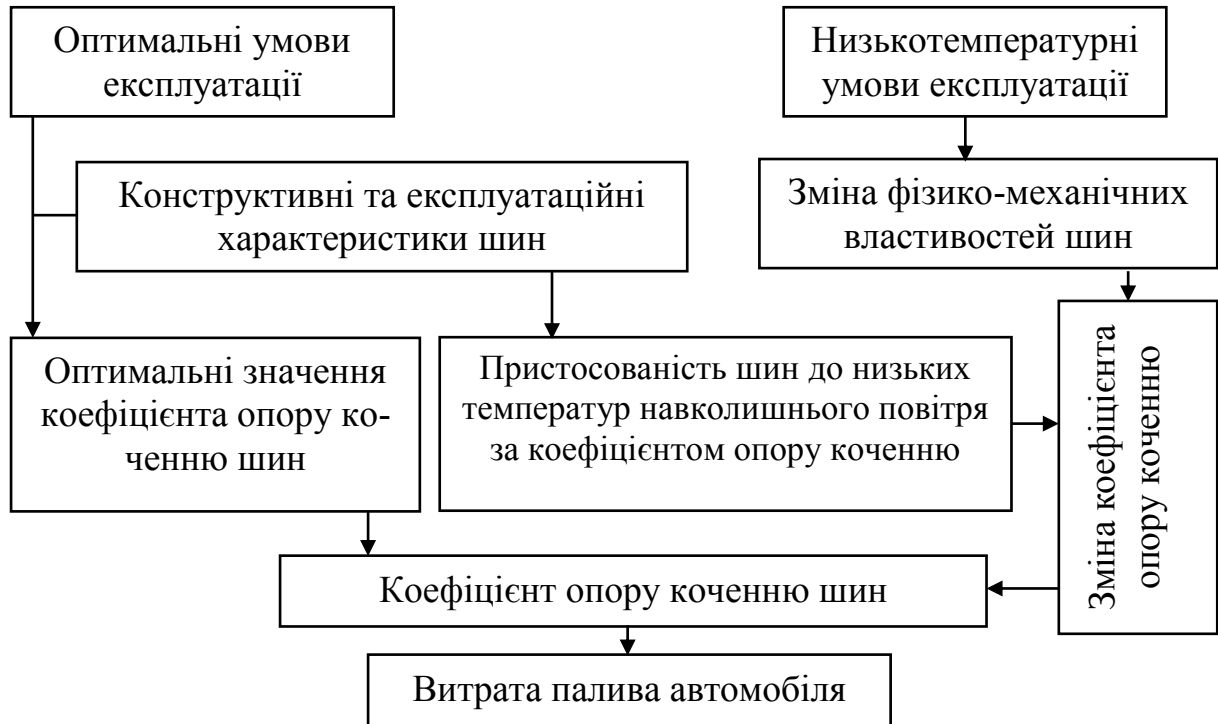 Оптимальні умови
експлуатації
Низькотемпературні
умови експлуатації
Конструктивні та експлуатаційні
характеристики шин
Зміна фізико-механічних
властивостей шин
Оптимальні значення
коефіцієнта опору ко-
ченню шин
Пристосованість шин до низьких
температур навколишнього повітря
за коефіцієнтом опору коченню
Зміна коефіцієнта
опору коченню
Коефіцієнт опору коченню шин
Витрата палива автомобіля